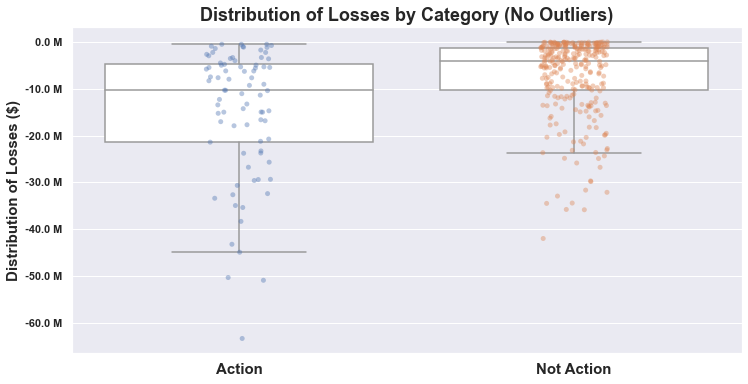 Distribution of Losses by Category (No Outliers)
Distribution of Losses ($)
0.0 M
-10.0 M
-20.0 M
-30.0 M
-40.0 M
-50.0 M
-60.0 M
Action
Not Action